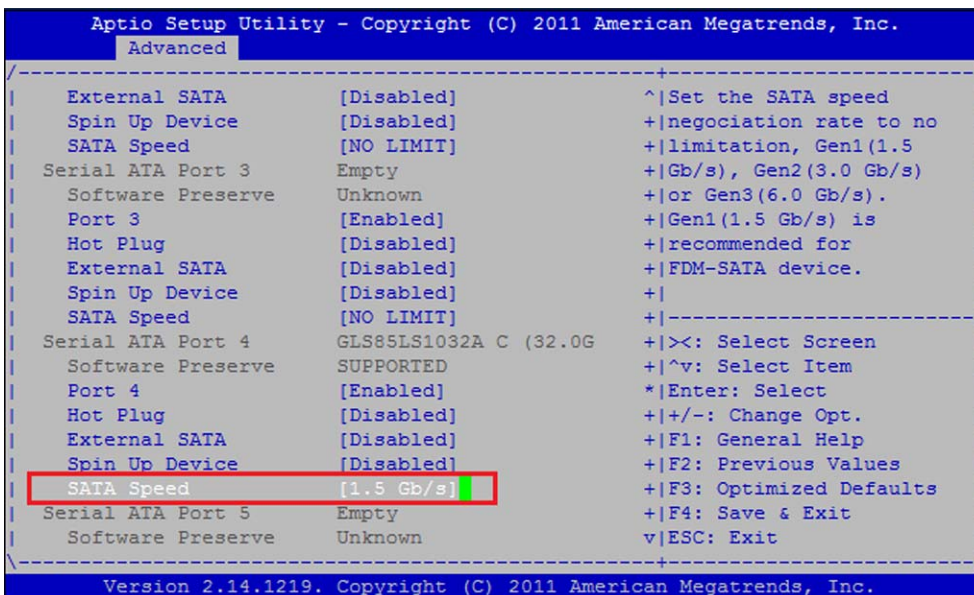 Aptio Setup Utility - Copyright (C) 2011 American Megatrends, Inc.
Advanced
/----------------------------------------------------+-------------------------
| External SATA [Disabled] ^|Set the SATA speed
| Spin Up Device [Disabled] +|negociation rate to no
| SATA Speed [NO LIMIT] +|limitation, Gen1(1.5
| Serial ATA Port 3 Empty +|Gb/s), Gen2(3.0 Gb/s)
| Software Preserve Unknown +|or Gen3(6.0 Gb/s).
| Port 3 [Enabled] +|Gen1(1.5 Gb/s) is
| Hot Plug [Disabled] +|recommended for
| External SATA [Disabled] +|FDM-SATA device.
| Spin Up Device [Disabled] +|
| SATA Speed [NO LIMIT] +|-------------------------
| Serial ATA Port 4 GLS85LS1032A C (32.0G +|><: Select Screen
| Software Preserve SUPPORTED +|^v: Select Item
| Port 4 [Enabled] *|Enter: Select
| Hot Plug [Disabled] +|+/-: Change Opt.
| External SATA [Disabled] +|F1: General Help
| Spin Up Device [Disabled] +|F2: Previous Values
| SATA Speed [1.5 Gb/s] +|F3: Optimized Defaults
| Serial ATA Port 5 Empty +|F4: Save & Exit
| Software Preserve Unknown v|ESC: Exit
\----------------------------------------------------+-------------------------
Version 2.14.1219. Copyright (C) 2011 American Megatrends, Inc.